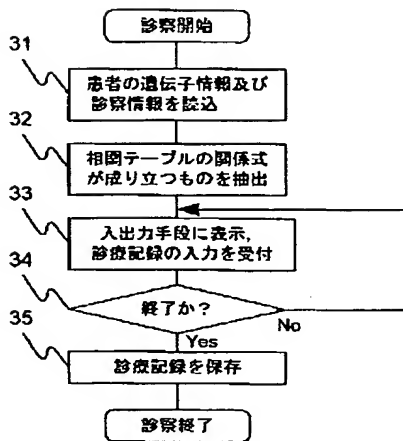 診察開始
31
患者の遺伝子情報及び
診察情報を読込
32
相関テーブルの関係式
が成り立つものを抽出
33
入出力手段に表示,
診療記録の入力を受付
34
終了か?
No
Yes
35
診療記録を保存
診察終了